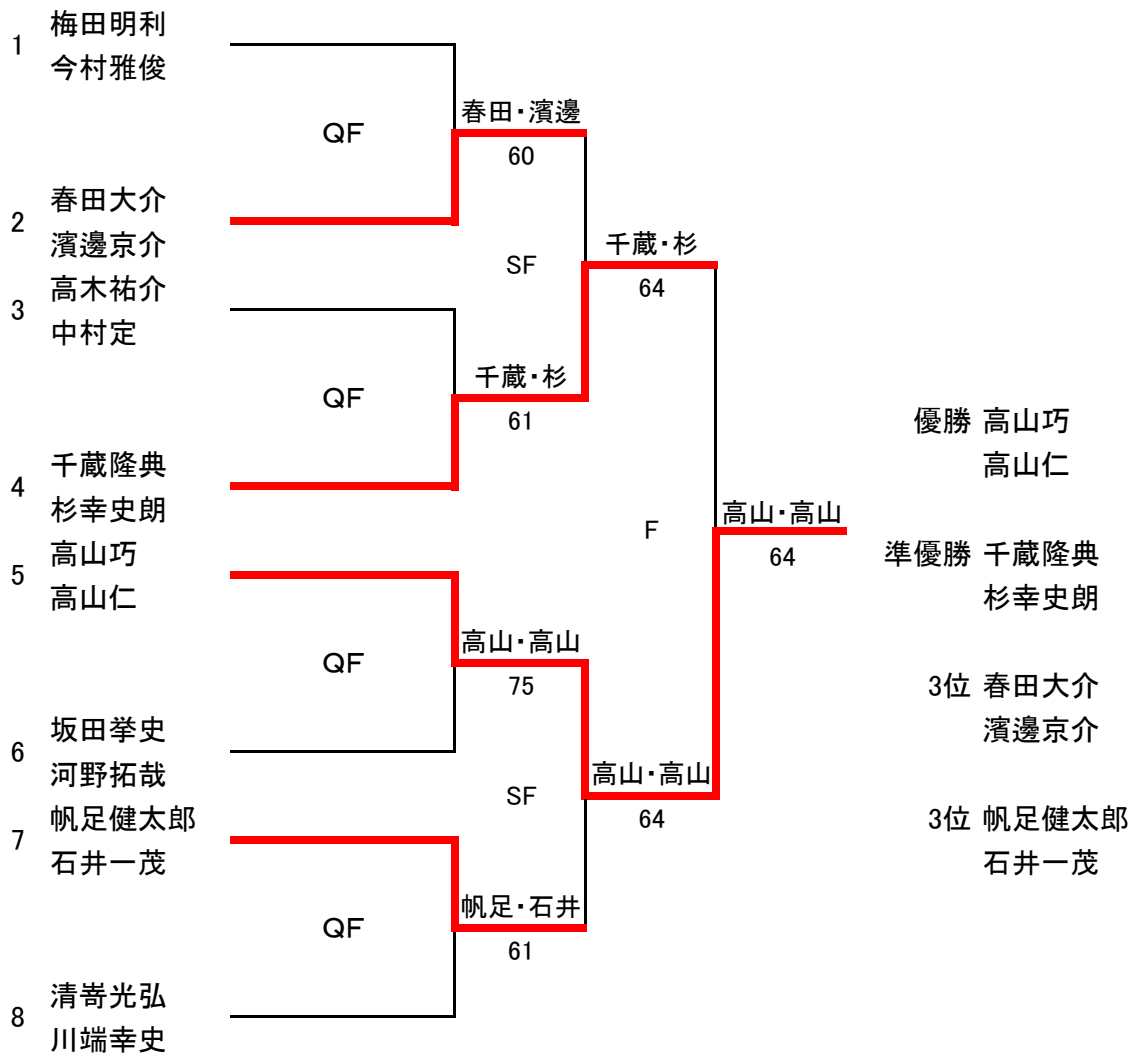 1 梅田明利
今村雅俊
QF
春田・濱邊
60
2 春田大介
濱邊京介
SF
千蔵・杉
64
3 高木祐介
中村定
QF
千蔵・杉
61
4 千蔵隆典
杉幸史朗
F
高山・高山
64
5 高山巧
高山仁
QF
高山・高山
75
6 坂田挙史
河野拓哉
SF
高山・高山
64
7 帆足健太郎
石井一茂
QF
帆足・石井
61
8 清嵜光弘
川端幸史
優勝 高山巧
高山仁
準優勝 千蔵隆典
杉幸史朗
3位 春田大介
濱邊京介
3位 帆足健太郎
石井一茂